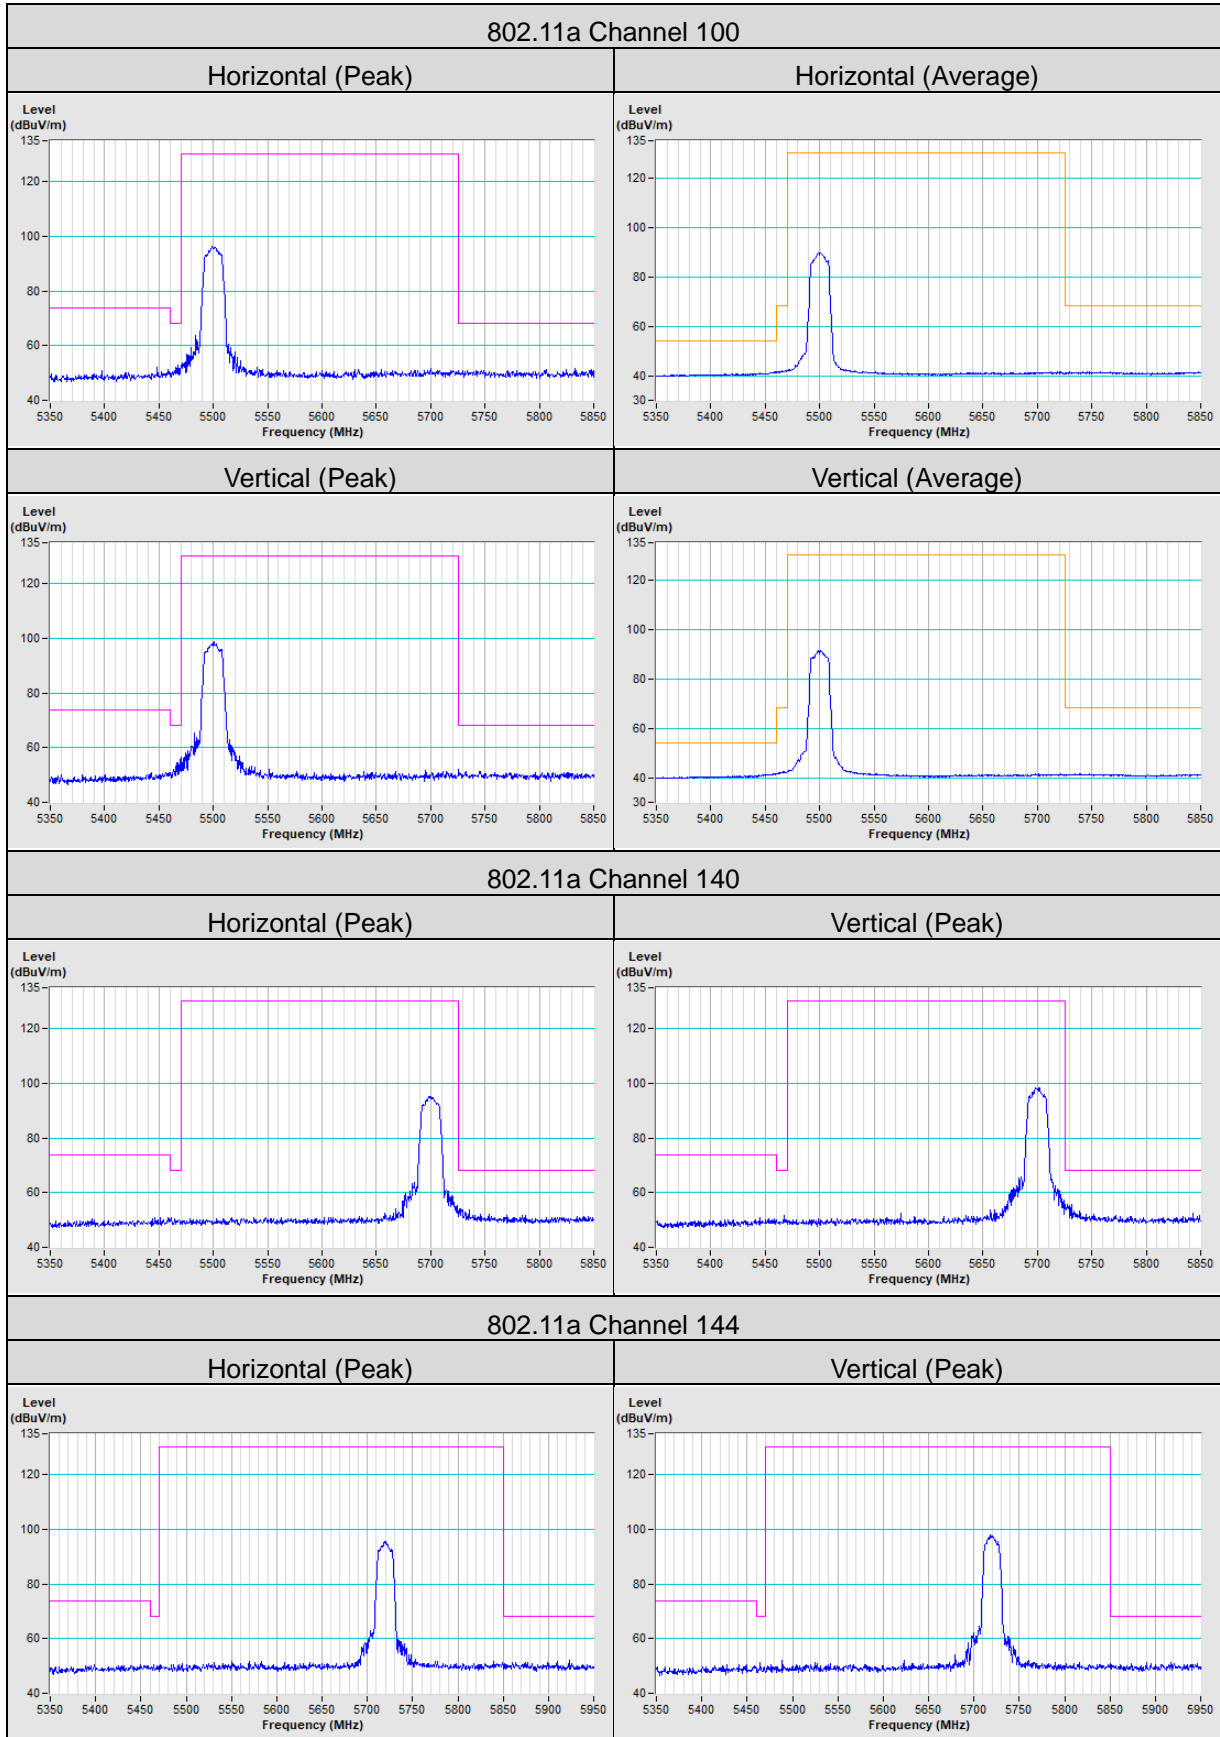 802.11a Channel 100
Horizontal (Peak)
Horizontal (Average)
Level
(dBuV/m)
135
120
100
80
60
40
5350 5400 5450 5500 5550 5600 5650 5700 5750 5800 5850
Frequency (MHz)
Level
(dBuV/m)
135
120
100
80
60
40
30
5350 5400 5450 5500 5550 5600 5650 5700 5750 5800 5850
Frequency (MHz)
Vertical (Peak)
Vertical (Average)
Level
(dBuV/m)
135
120
100
80
60
40
5350 5400 5450 5500 5550 5600 5650 5700 5750 5800 5850
Frequency (MHz)
Level
(dBuV/m)
135
120
100
80
60
40
30
5350 5400 5450 5500 5550 5600 5650 5700 5750 5800 5850
Frequency (MHz)
802.11a Channel 140
Horizontal (Peak)
Vertical (Peak)
Level
(dBuV/m)
135
120
100
80
60
40
5350 5400 5450 5500 5550 5600 5650 5700 5750 5800 5850
Frequency (MHz)
Level
(dBuV/m)
135
120
100
80
60
40
5350 5400 5450 5500 5550 5600 5650 5700 5750 5800 5850
Frequency (MHz)
802.11a Channel 144
Horizontal (Peak)
Vertical (Peak)
Level
(dBuV/m)
135
120
100
80
60
40
5350 5400 5450 5500 5550 5600 5650 5700 5750 5800 5850 5900 5950
Frequency (MHz)
Level
(dBuV/m)
135
120
100
80
60
40
5350 5400 5450 5500 5550 5600 5650 5700 5750 5800 5850 5900 5950
Frequency (MHz)